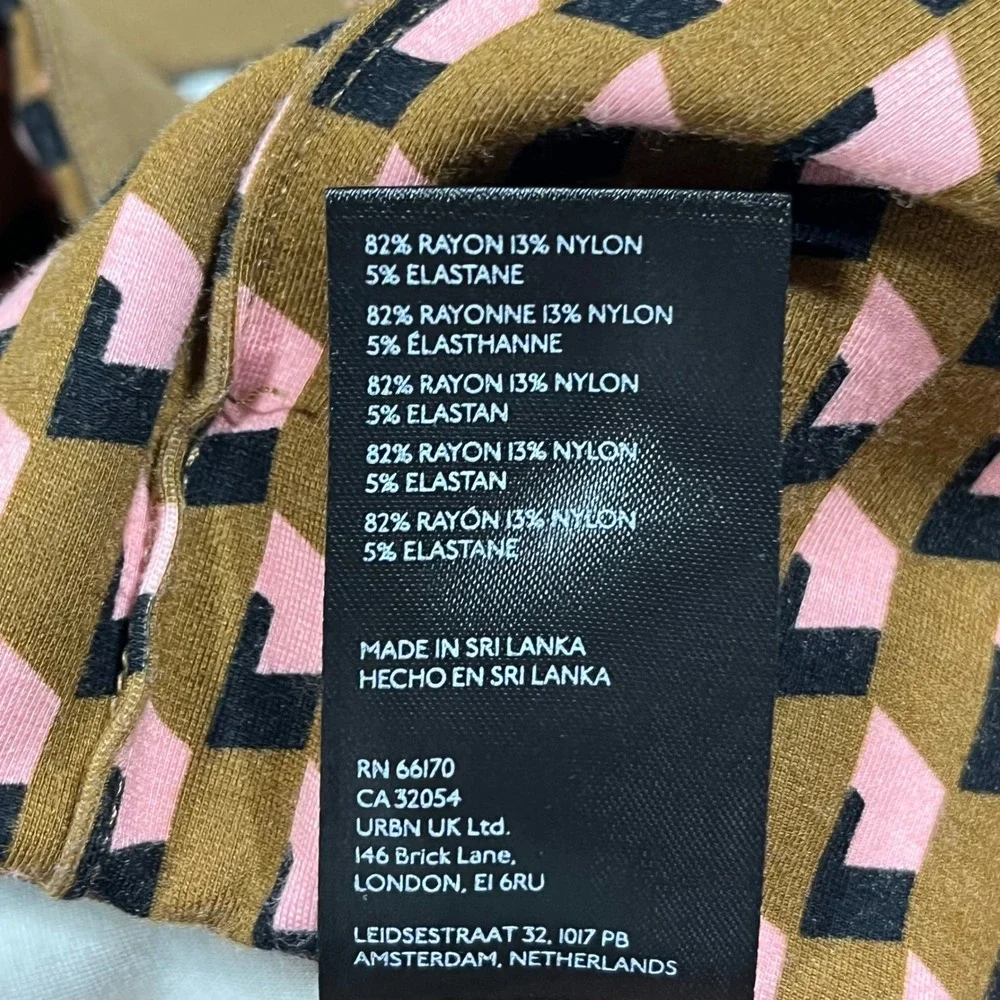 82% RAYON 13% NYLON
5% ELASTANE
82% RAYONNE 13% NYLON
5% ÉLASTHANNE
82% RAYON 13% NYLON
5% ELASTAN
82% RAYON 13% NYLON
5% ELASTAN
82% RAYÓN 13% NYLON
5% ELASTANE
MADE IN SRI LANKA
HECHO EN SRI LANKA
RN 66170
CA 32054
URBN UK Ltd.
146 Brick Lane,
LONDON, E1 6RU
LEIDSESTRAAT 32, 1017 PB
AMSTERDAM, NETHERLANDS